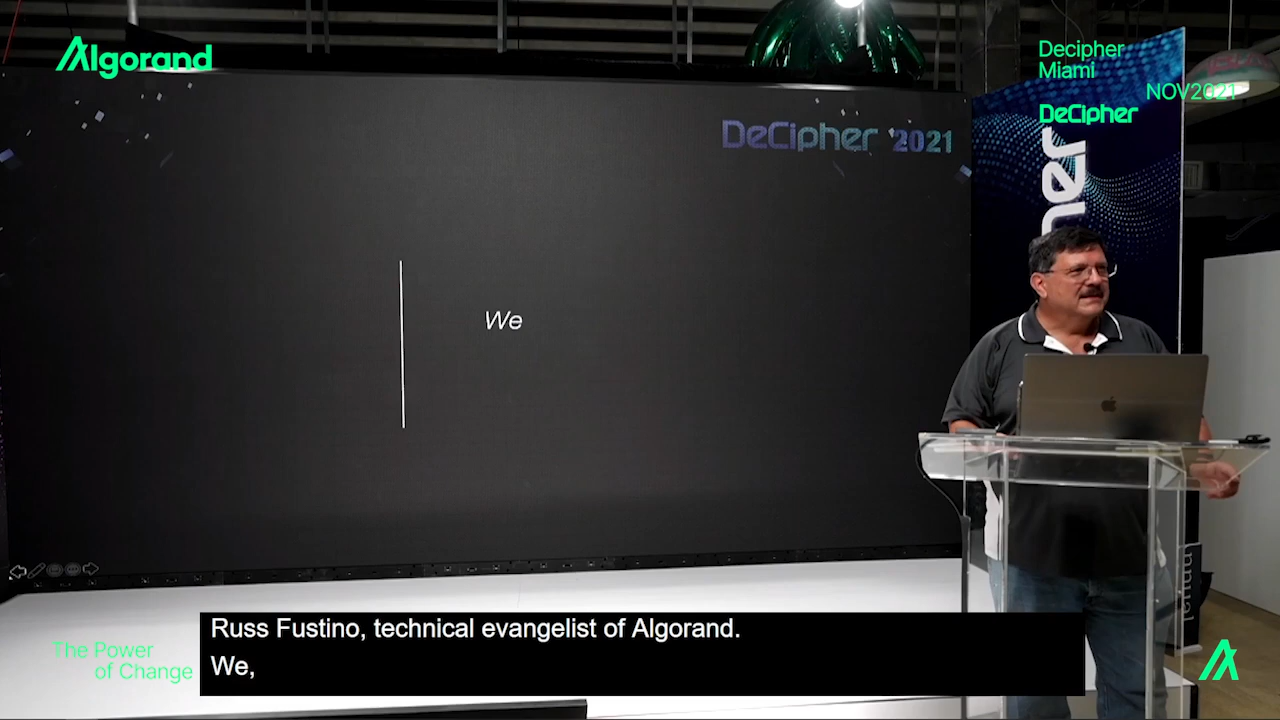 Algorand
Decipher
Miami
NOV2021
DeCipher
DeCipher 2021
We
The Power
of Change
Russ Fustino, technical evangelist of Algorand.
We,